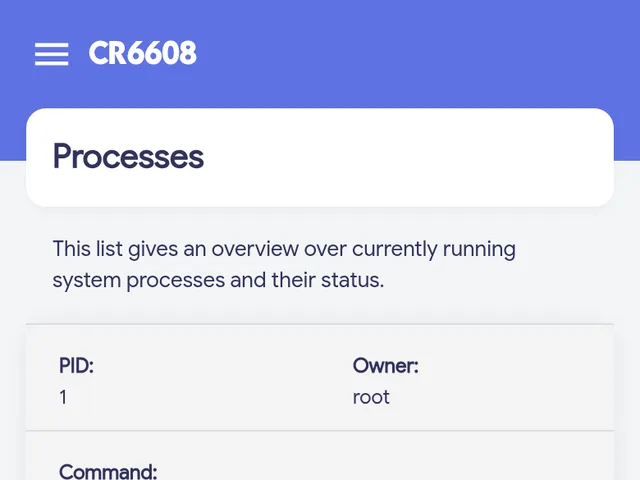 CR6608
Processes
This list gives an overview over currently running
system processes and their status.
PID:
1
Owner:
root
Command: